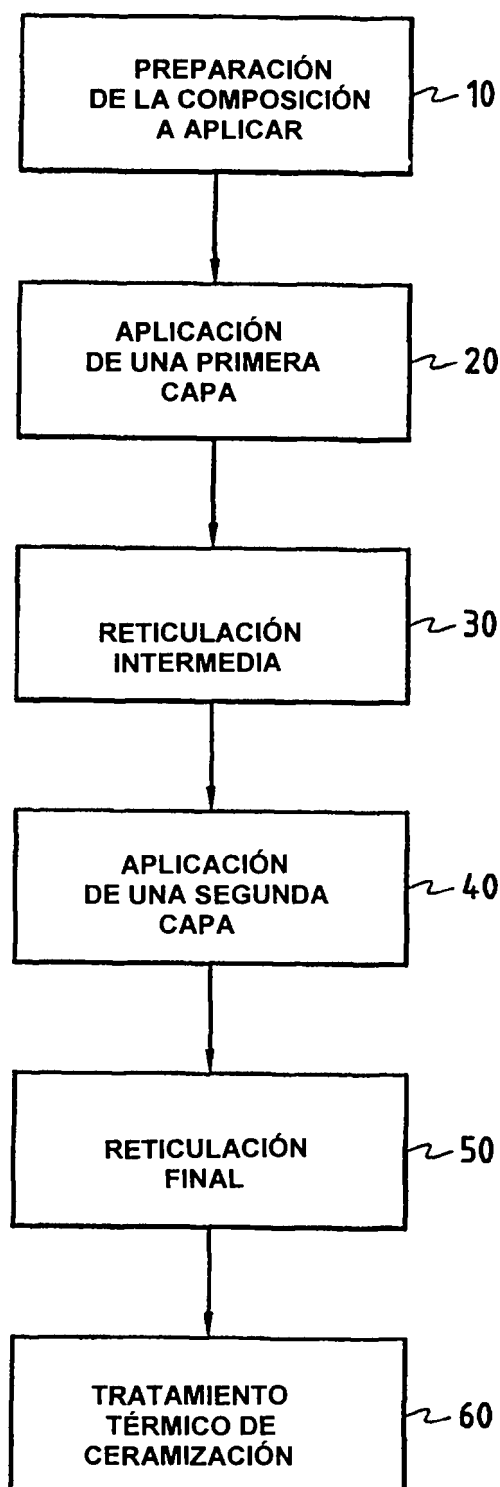 PREPARACIÓN
DE LA COMPOSICIÓN
A APLICAR
10
APLICACIÓN
DE UNA PRIMERA
CAPA
20
RETICULACIÓN
INTERMEDIA
30
APLICACIÓN
DE UNA SEGUNDA
CAPA
40
RETICULACIÓN
FINAL
50
TRATAMIENTO
TÉRMICO DE
CERAMIZACIÓN
60